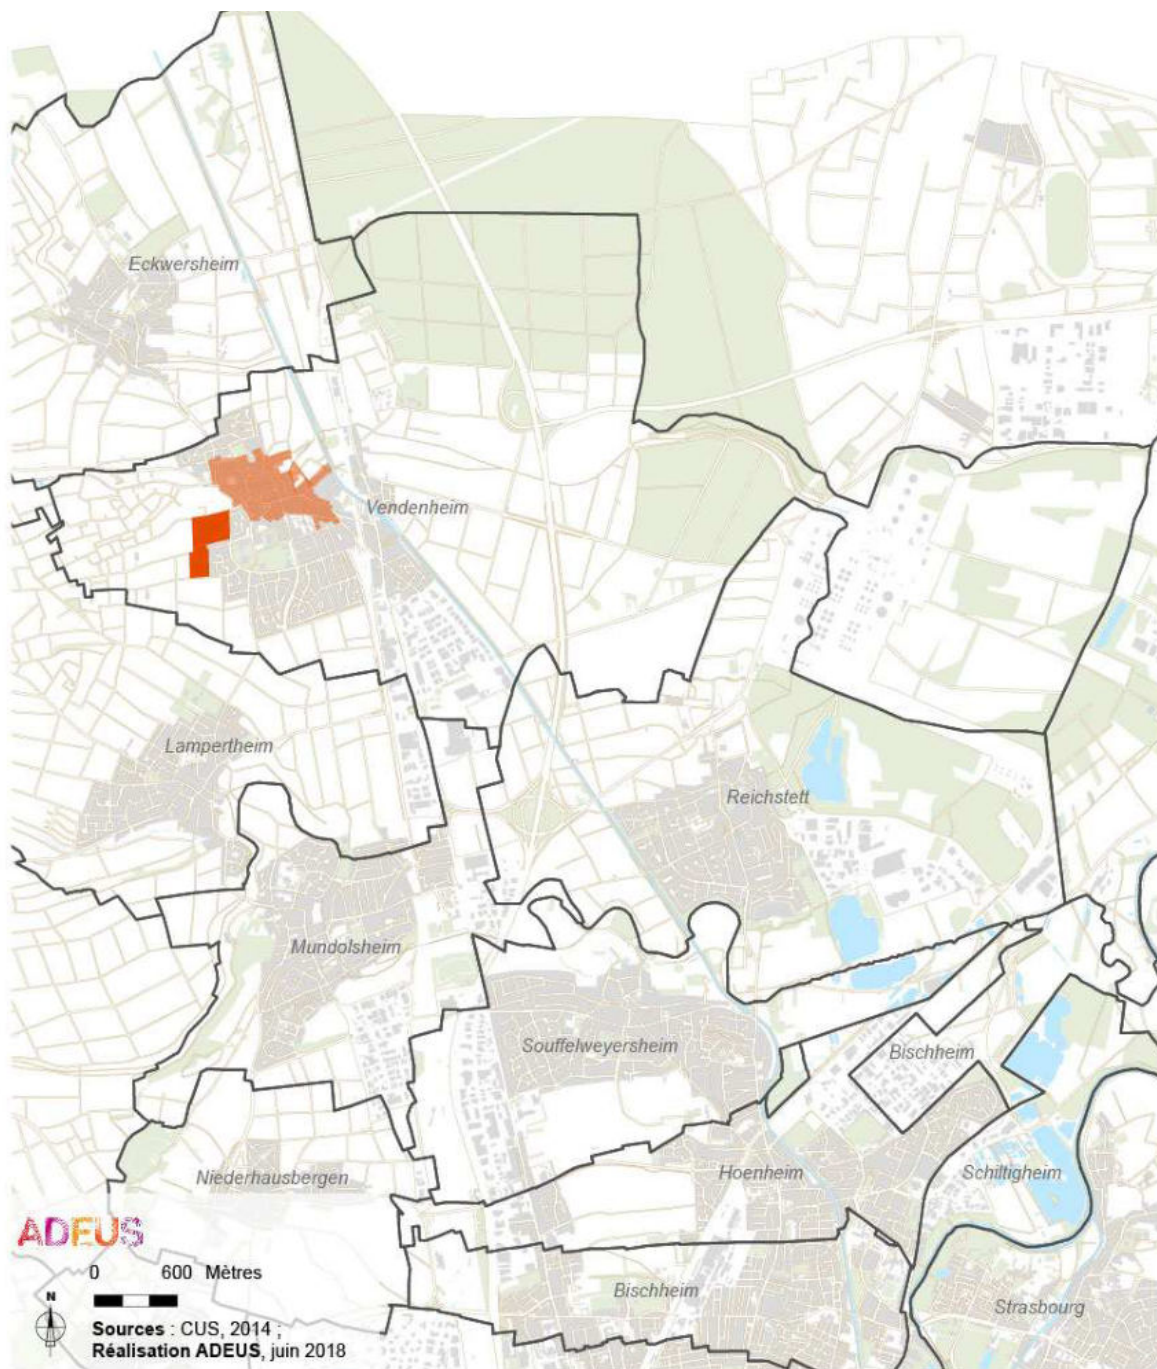 Eckwersheim
Vendenheim
Lampertheim
Reichstett
Mundolsheim
Souffelweyersheim
Bischheim
Niederhausbergen
Hoenheim
Schiltigheim
ADEUS
0 600 Mètres
Bischheim
N
Strasbourg
Sources : CUS, 2014 ;
Réalisation ADEUS, juin 2018